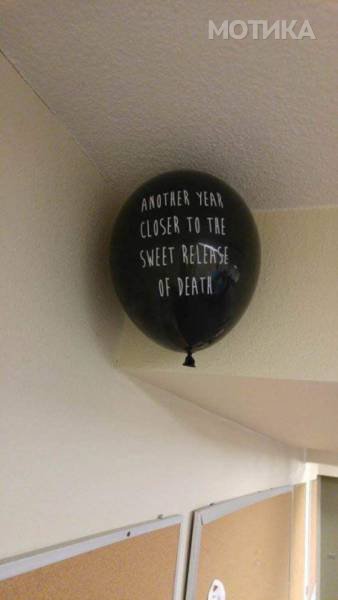 МОТИКА
ANOTHER YEAR
CLOSER TO THE
SWEET RELEASE
OF DEATH